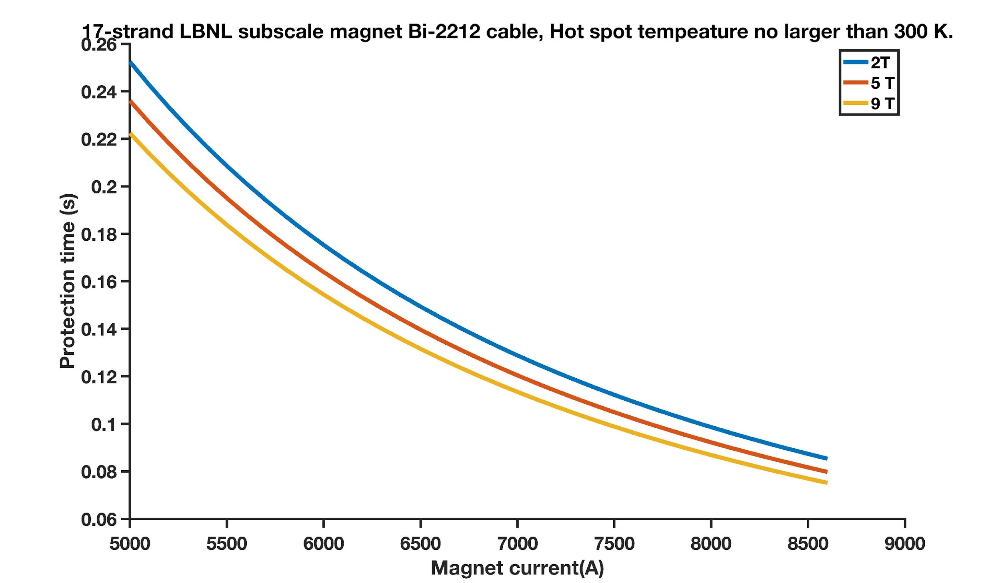 17-strand LBNL subscale magnet Bi-2212 cable, Hot spot tempeature no larger than 300 K.
2T
5 T
9 T
Protection time (s)
0.26
0.24
0.22
0.2
0.18
0.16
0.14
0.12
0.1
0.08
0.06
5000 5500 6000 6500 7000 7500 8000 8500 9000
Magnet current(A)